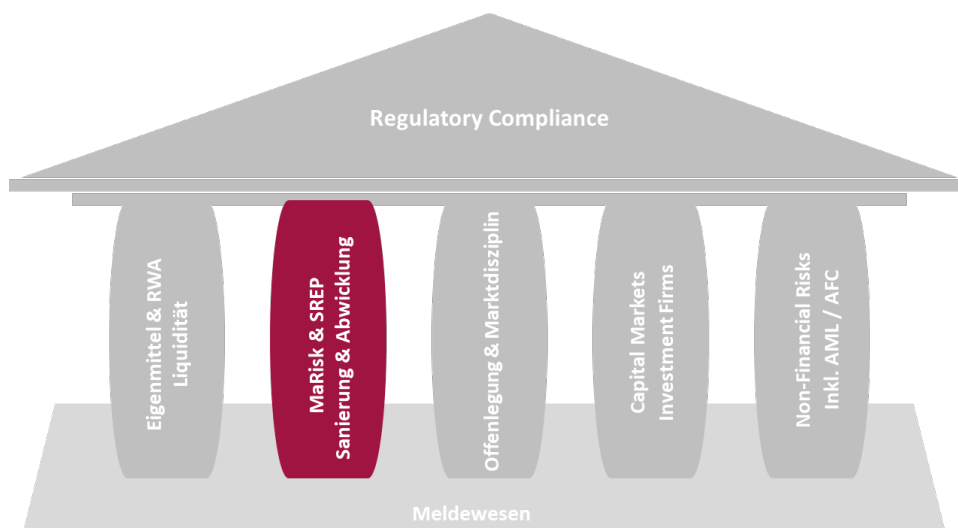 Regulatory Compliance
Eigenmittel & RWA
Liquidität
MaRisk & SREP
Sanierung & Abwicklung
Offenlegung & Marktdisziplin
Capital Markets
Investment Firms
Non-Financial Risks
Inkl. AML / AFC
Meldewesen